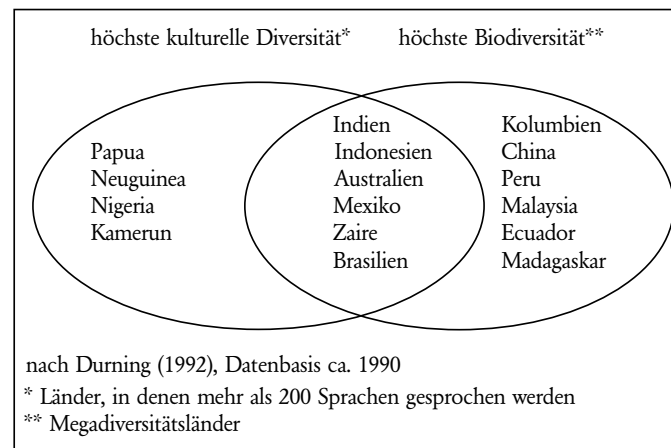 höchste kulturelle Diversität* höchste Biodiversität**
Papua
Neuguinea
Nigeria
Kamerun
Indien
Indonesien
Australien
Mexiko
Zaire
Brasilien
Kolumbien
China
Peru
Malaysia
Ecuador
Madagaskar
nach Durning (1992), Datenbasis ca. 1990
* Länder, in denen mehr als 200 Sprachen gesprochen werden
** Megadiversitätsländer